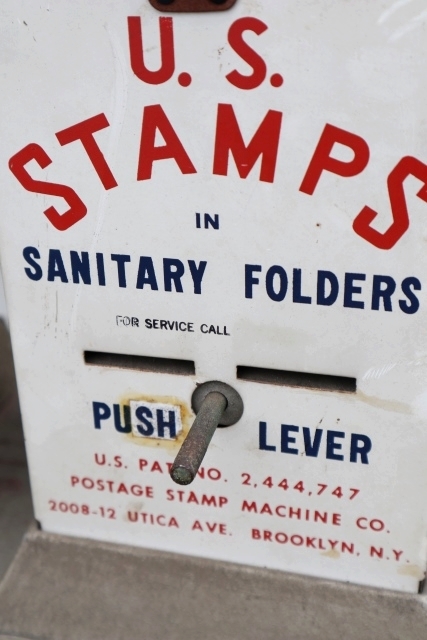 U. S.
STAMPS
IN
SANITARY FOLDERS
FOR SERVICE CALL
PUSH LEVER
U.S. PAT. NO. 2,444,747
POSTAGE STAMP MACHINE CO.
2008-12 UTICA AVE. BROOKLYN, N.Y.